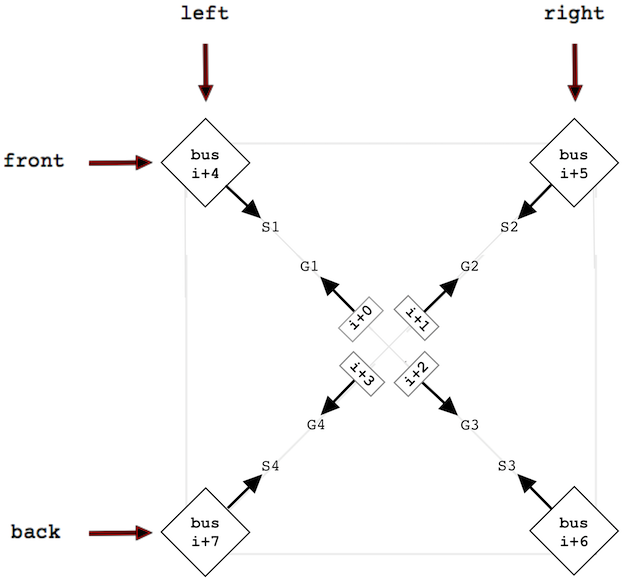 left
right
front
bus
i+4
bus
i+5
S1
S2
G1
G2
i+0
i+1
i+3
i+2
G4
G3
S4
S3
back
bus
i+7
bus
i+6